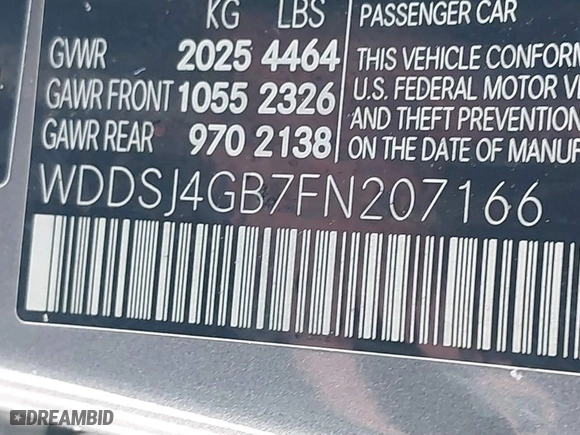 KG LBS
PASSENGER CAR
GVWR 2025 4464
THIS VEHICLE CONFORM
GAWR FRONT 1055 2326
U.S. FEDERAL MOTOR VE
GAWR REAR 970 2138
AND THEFT PREVENTION
ON THE DATE OF MANUF
WDDSJ4GB7FN207166
DREAMBID